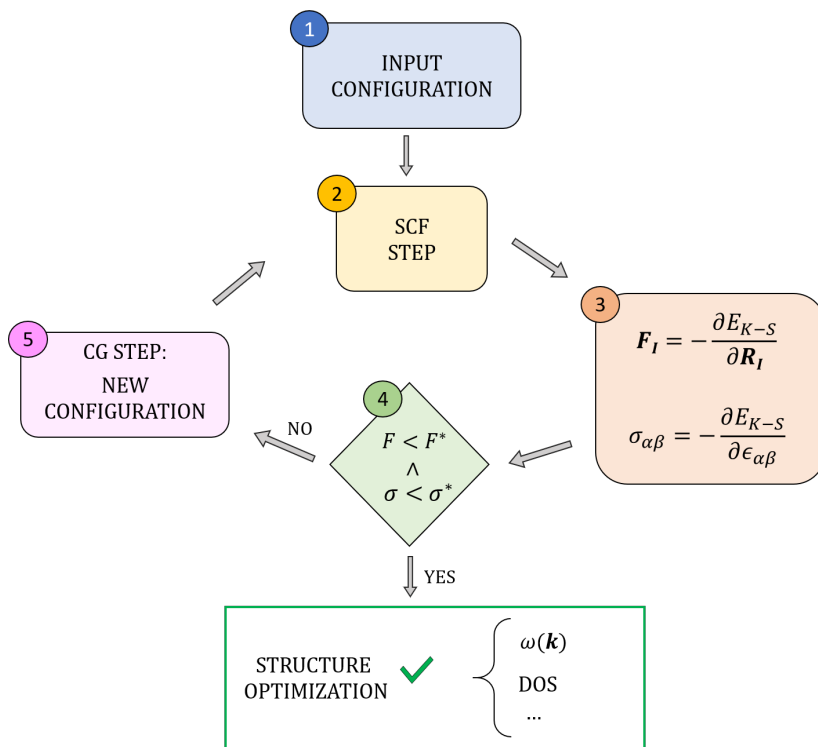 1
INPUT
CONFIGURATION
2
SCF
STEP
3
𝑭_𝑰 = − ∂E_{K−S} / ∂𝑹_𝑰
σ_{αβ} = − ∂E_{K−S} / ∂ϵ_{αβ}
4
F < F*
∧
σ < σ*
NO
5
CG STEP:
NEW
CONFIGURATION
YES
STRUCTURE
OPTIMIZATION
ω(𝒌)
DOS
...